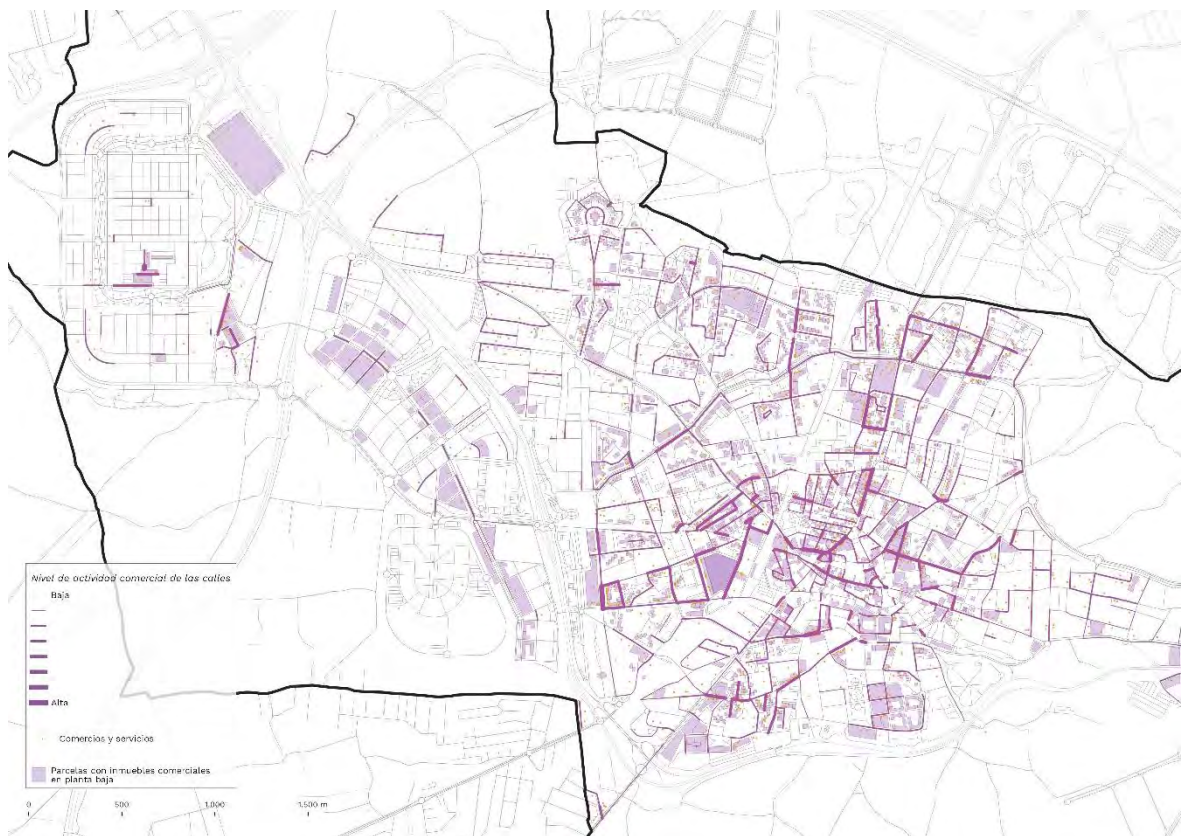 Nivel de actividad comercial de las calles
Baja
Alta
Comercios y servicios
Parcelas con inmuebles comerciales
en planta baja
0 500 1,000 1,500 m